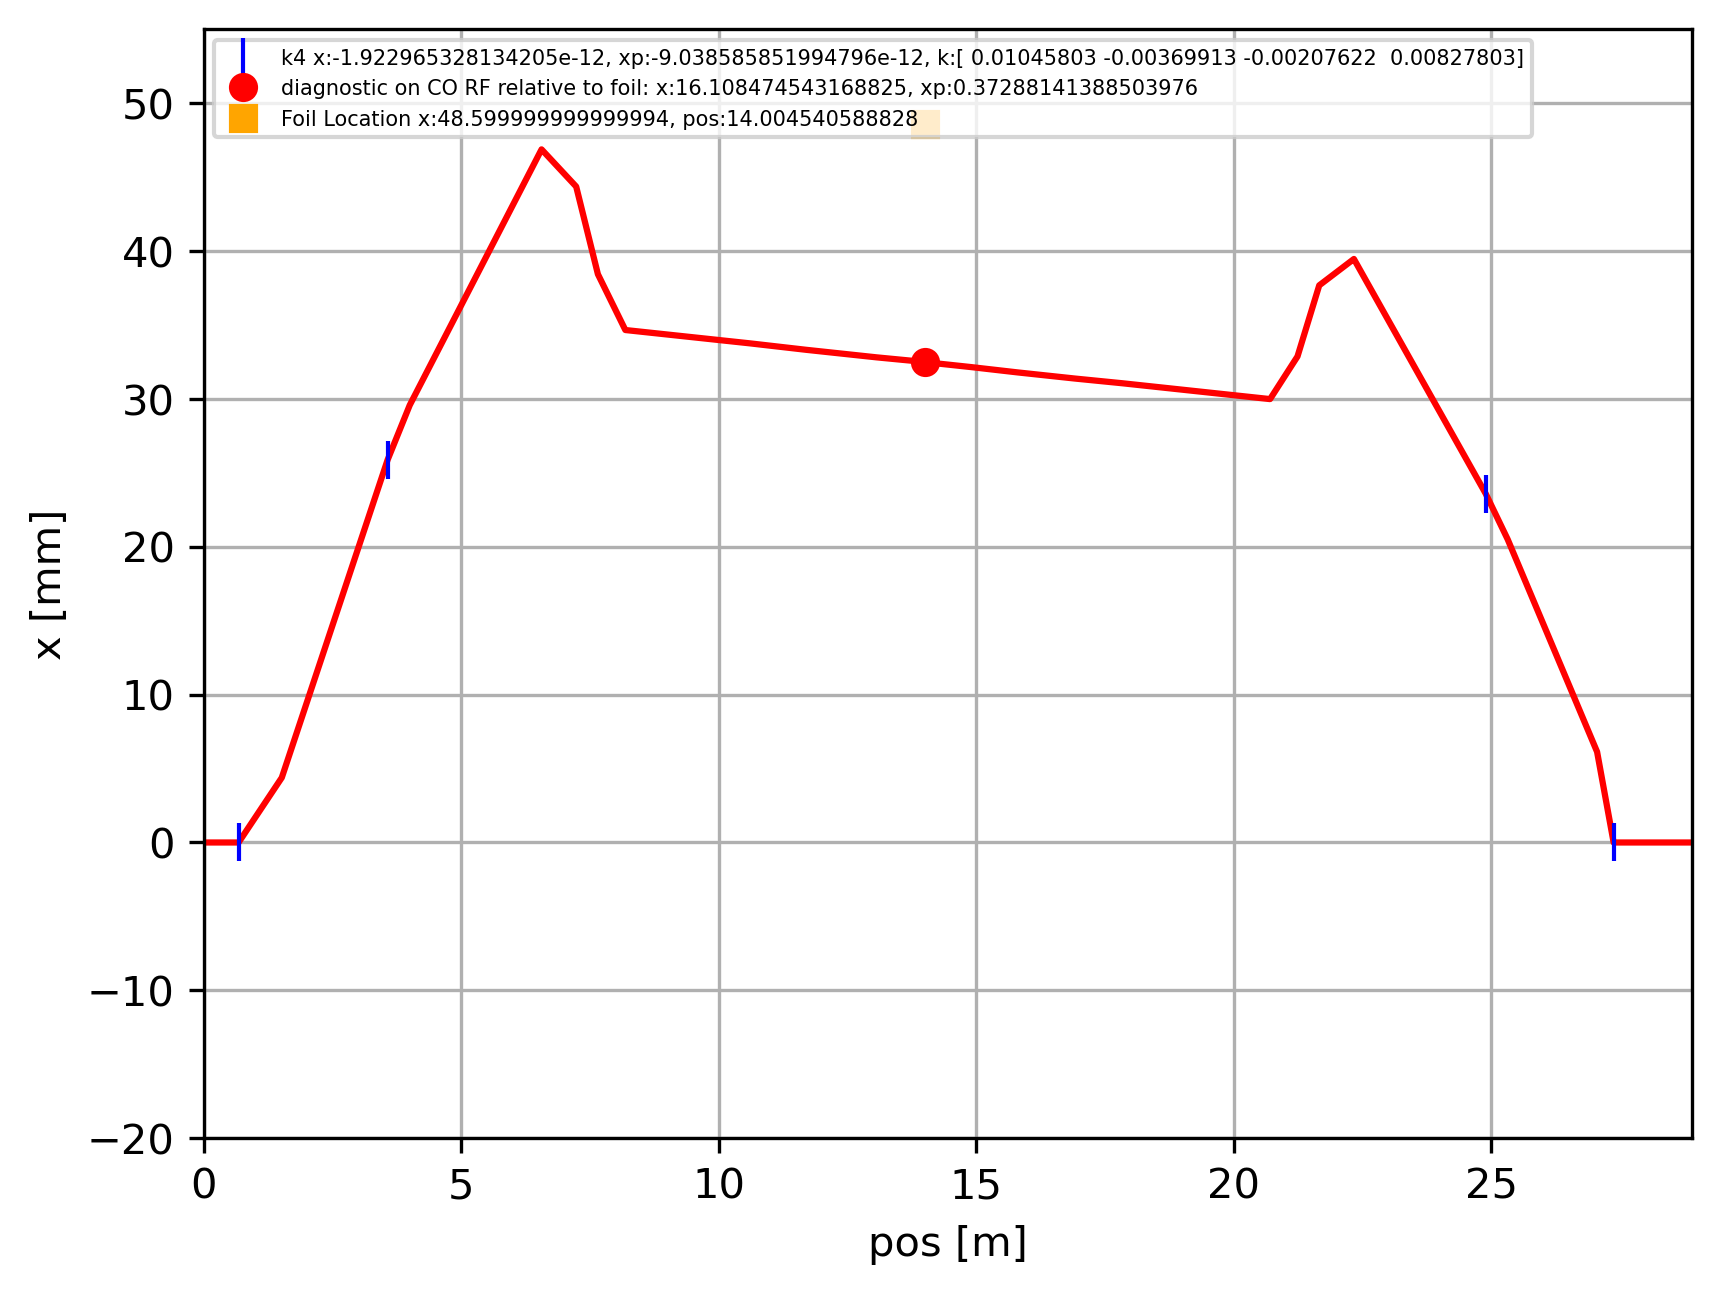 k4 x:-1.922965328134205e-12, xp:-9.038585851994796e-12, k:[ 0.01045803 -0.00369913 -0.00207622  0.00827803]
diagnostic on CO RF relative to foil: x:16.108474543168825, xp:0.37288141388503976
Foil Location x:48.599999999999994, pos:14.004540588828
50
40
30
20
10
0
−10
−20
x [mm]
0 5 10 15 20 25
pos [m]